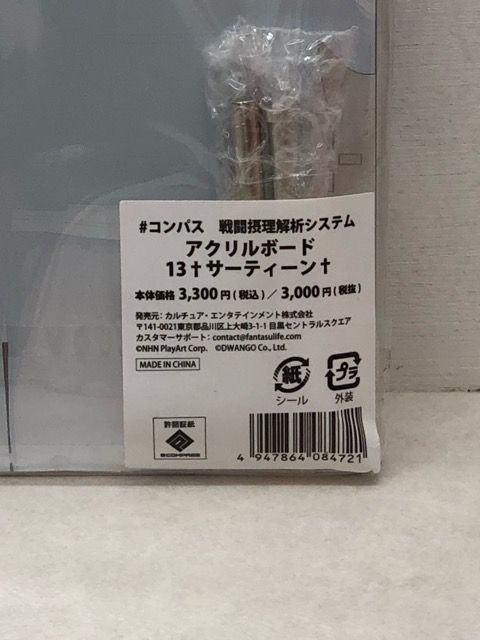 #コンパス 戦闘摂理解析システム
アクリルボード
13†サーティーン†
本体価格 3,300円(税込)/ 3,000円(税抜)
発売元:カルチュア・エンタテインメント株式会社
〒141-0021東京都品川区上大崎3-1-1 目黒セントラルスクエア
カスタマーサポート:contact@fantasulife.com
©NHN PlayArt Corp. ©DWANGO Co., Ltd.
MADE IN CHINA
紙
シール
プラ
外装
許諾証紙
#COMPASS
4 947864 084721